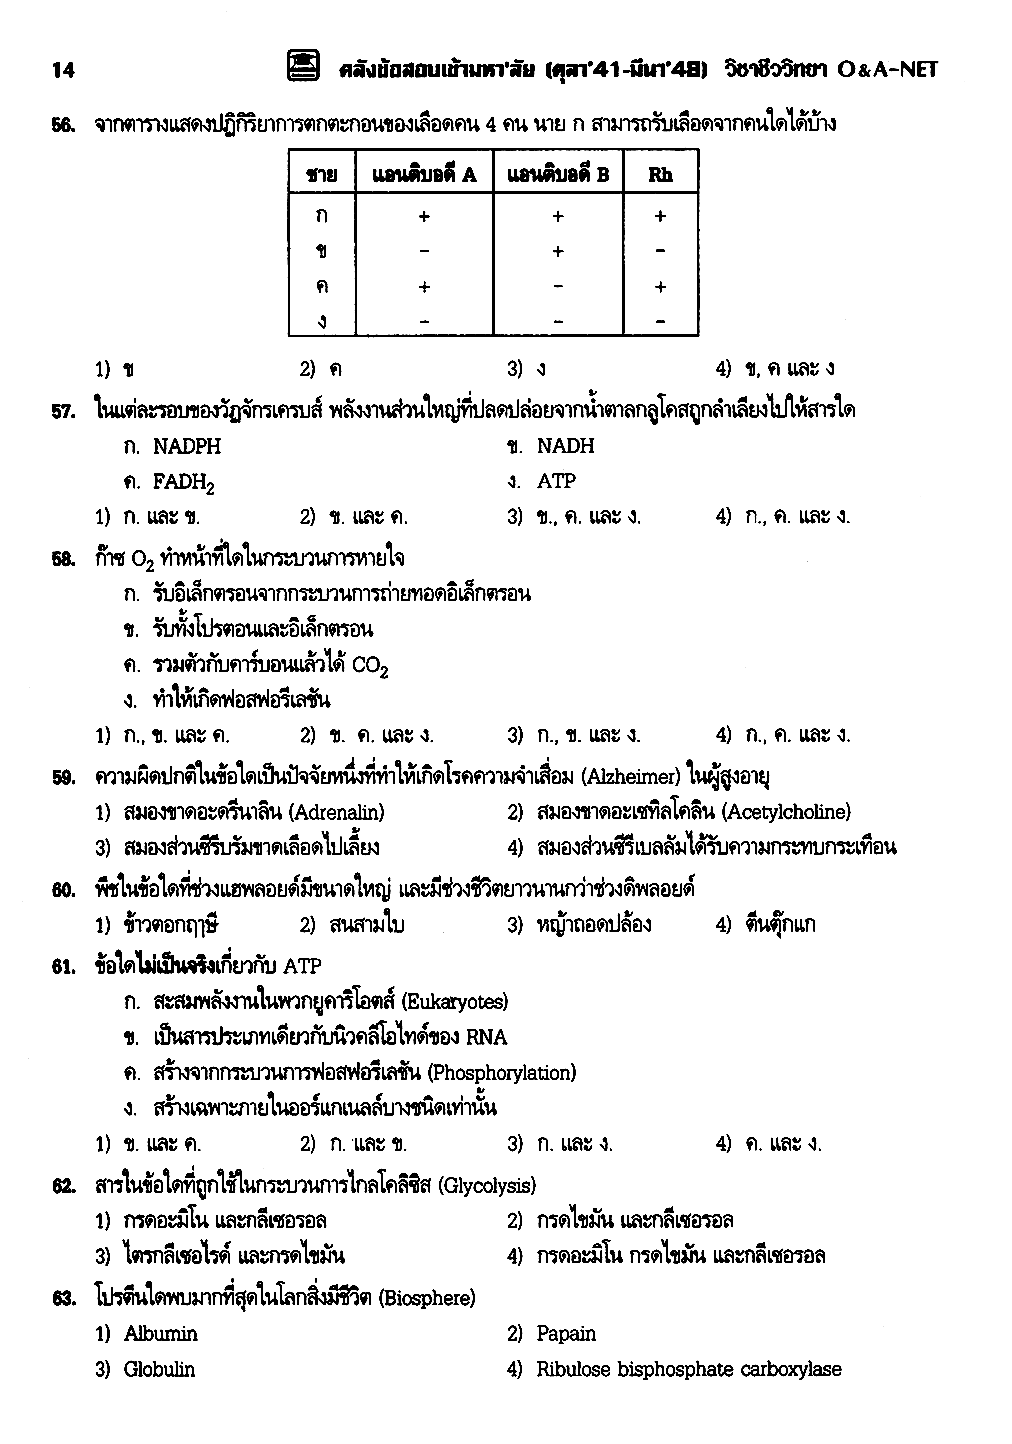 14 คลังข้อสอบเข้ามหา'ลัย (ตุลา'41-มีนา'48) วิชาชีววิทยา O & A-NET
56. จากตารางแสดงปฏิกิริยาการตกตะกอนของเลือดคน 4 คน นาย ก สามารถรับเลือดจากคนใดได้บ้าง
ชาย แอนติบอดี A แอนติบอดี B Rh
ก + + +
ข - + -
ค + - +
ง - - -
1) ข 2) ค 3) ง 4) ข, ค และ ง
57. ในแต่ละรอบของวัฏจักรเครบส์ พลังงานส่วนใหญ่ที่ปลดปล่อยจากน้ำตาลกลูโคสถูกลำเลียงไปให้สารใด
ก. NADPH ข. NADH
ค. FADH₂ ง. ATP
1) ก. และ ข. 2) ข. และ ค. 3) ข., ค. และ ง. 4) ก., ค. และ ง.
58. ก๊าซ O₂ ทำหน้าที่ใดในกระบวนการหายใจ
ก. รับอิเล็กตรอนจากกระบวนการถ่ายทอดอิเล็กตรอน
ข. รับทั้งโปรตอนและอิเล็กตรอน
ค. รวมตัวกับคาร์บอนแล้วได้ CO₂
ง. ทำให้เกิดฟอสฟอรีเลชัน
1) ก., ข. และ ค. 2) ข. ค. และ ง. 3) ก., ข. และ ง. 4) ก., ค. และ ง.
59. ความผิดปกติในข้อใดเป็นปัจจัยหนึ่งที่ทำให้เกิดโรคความจำเสื่อม (Alzheimer) ในผู้สูงอายุ
1) สมองขาดอะดรีนาลิน (Adrenalin) 2) สมองขาดอะเซทิลโคลิน (Acetylcholine)
3) สมองส่วนซีรีบรัมขาดเลือดไปเลี้ยง 4) สมองส่วนซีรีเบลลัมได้รับความกระทบกระเทือน
60. พืชในข้อใดที่ช่วงแฮพลอยด์มีขนาดใหญ่ และมีช่วงชีวิตยาวนานกว่าช่วงดิพลอยด์
1) ข้าวตอกฤาษี 2) สนสามใบ 3) หญ้าถอดปล้อง 4) ตีนตุ๊กแก
61. ข้อใดไม่เป็นจริงเกี่ยวกับ ATP
ก. สะสมพลังงานในพวกยูคาริโอตส์ (Eukaryotes)
ข. เป็นสารประเภทเดียวกับนิวคลีโอไทด์ของ RNA
ค. สร้างจากกระบวนการฟอสฟอรีเลชัน (Phosphorylation)
ง. สร้างเฉพาะภายในออร์แกเนลล์บางชนิดเท่านั้น
1) ข. และ ค. 2) ก. และ ข. 3) ก. และ ง. 4) ค. และ ง.
62. สารในข้อใดที่ถูกใช้ในกระบวนการไกลโคลิซิส (Glycolysis)
1) กรดอะมิโน และกลีเซอรอล 2) กรดไขมัน และกลีเซอรอล
3) ไตรกลีเซอไรด์ และกรดไขมัน 4) กรดอะมิโน กรดไขมัน และกลีเซอรอล
63. โปรตีนใดพบมากที่สุดในโลกสิ่งมีชีวิต (Biosphere)
1) Albumin 2) Papain
3) Globulin 4) Ribulose bisphosphate carboxylase